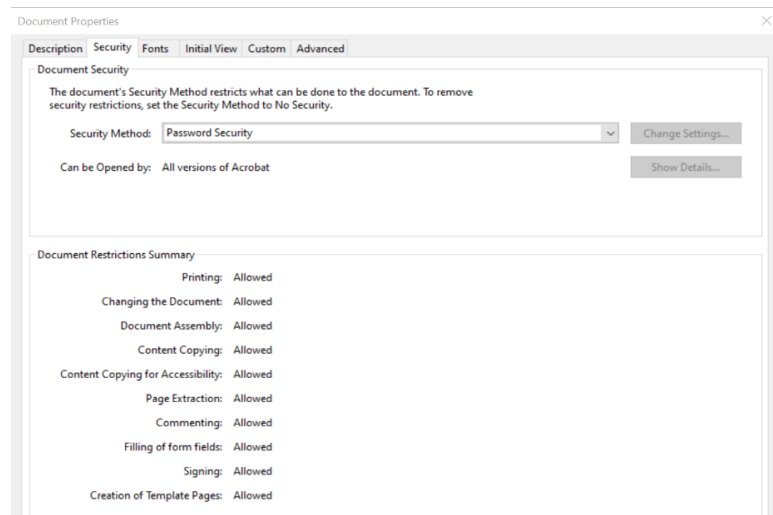 Document Properties
Description Security Fonts Initial View Custom Advanced
Document Security
The document's Security Method restricts what can be done to the document. To remove
security restrictions, set the Security Method to No Security.
Security Method: Password Security Change Settings...
Can be Opened by: All versions of Acrobat Show Details...
Document Restrictions Summary
Printing: Allowed
Changing the Document: Allowed
Document Assembly: Allowed
Content Copying: Allowed
Content Copying for Accessibility: Allowed
Page Extraction: Allowed
Commenting: Allowed
Filling of form fields: Allowed
Signing: Allowed
Creation of Template Pages: Allowed